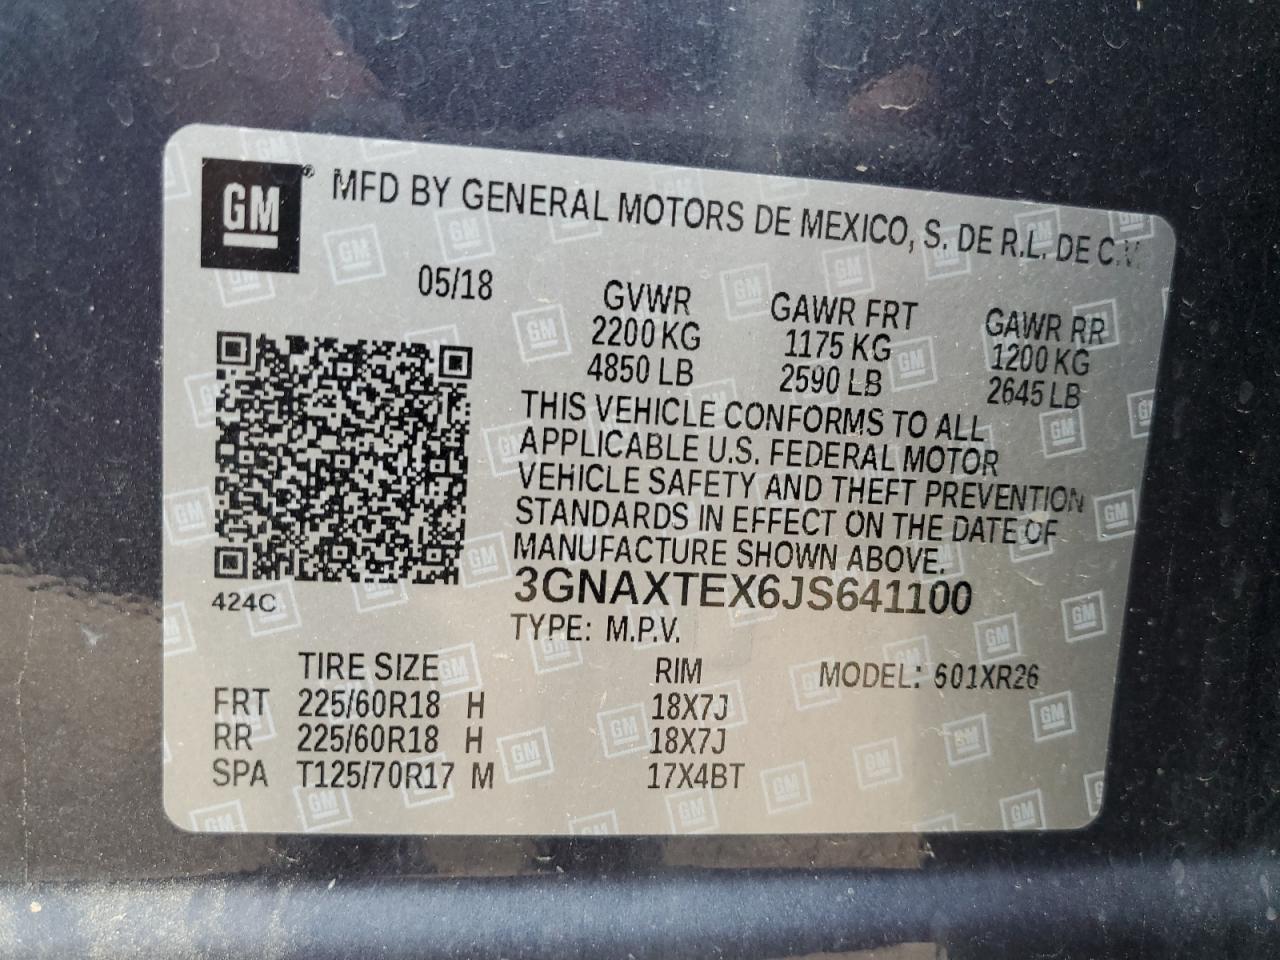 GM ® MFD BY GENERAL MOTORS DE MEXICO, S. DE R.L. DE C.V.
05/18
GVWR GAWR FRT GAWR RR
2200 KG 1175 KG 1200 KG
4850 LB 2590 LB 2645 LB
THIS VEHICLE CONFORMS TO ALL
APPLICABLE U.S. FEDERAL MOTOR
VEHICLE SAFETY AND THEFT PREVENTION
STANDARDS IN EFFECT ON THE DATE OF
MANUFACTURE SHOWN ABOVE.
424C
3GNAXTEX6JS641100
TYPE: M.P.V.
TIRE SIZE RIM MODEL: 601XR26
FRT 225/60R18 H 18X7J
RR 225/60R18 H 18X7J
SPA T125/70R17 M 17X4BT